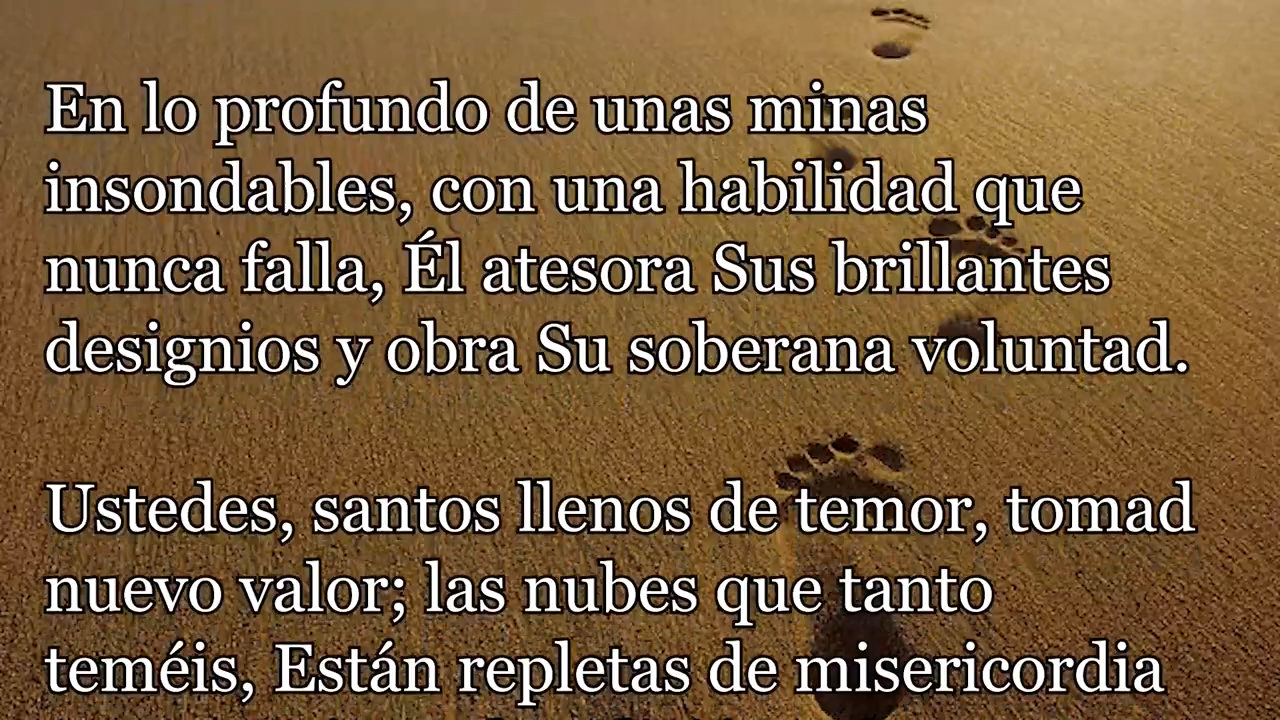 En lo profundo de unas minas
insondables, con una habilidad que
nunca falla, Él atesora Sus brillantes
designios y obra Su soberana voluntad.
Ustedes, santos llenos de temor, tomad
nuevo valor; las nubes que tanto
teméis, Están repletas de misericordia